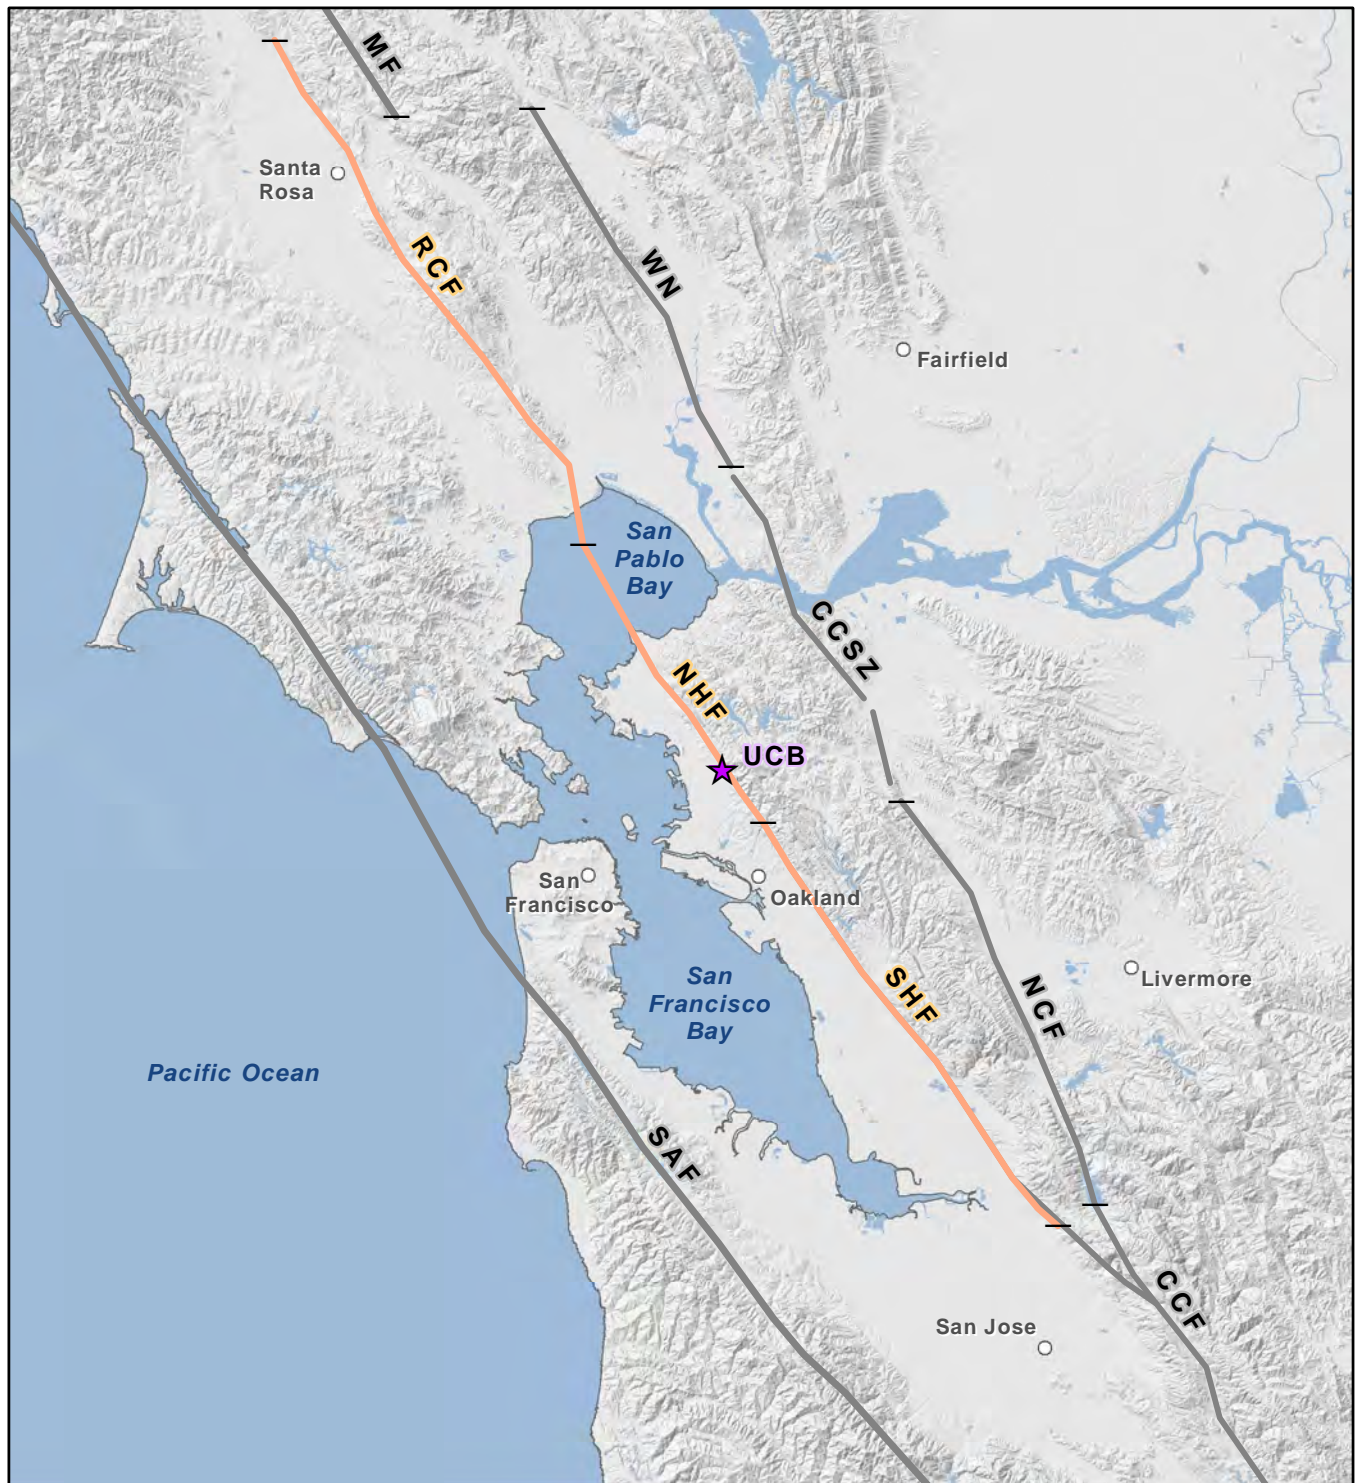 MF
Santa
Rosa
RCF
WN
Fairfield
San
Pablo
Bay
CCSZ
NHF
UCB
San
Francisco
Oakland
San
Francisco
Bay
SHF
Livermore
NCF
Pacific Ocean
SAF
CCF
San Jose